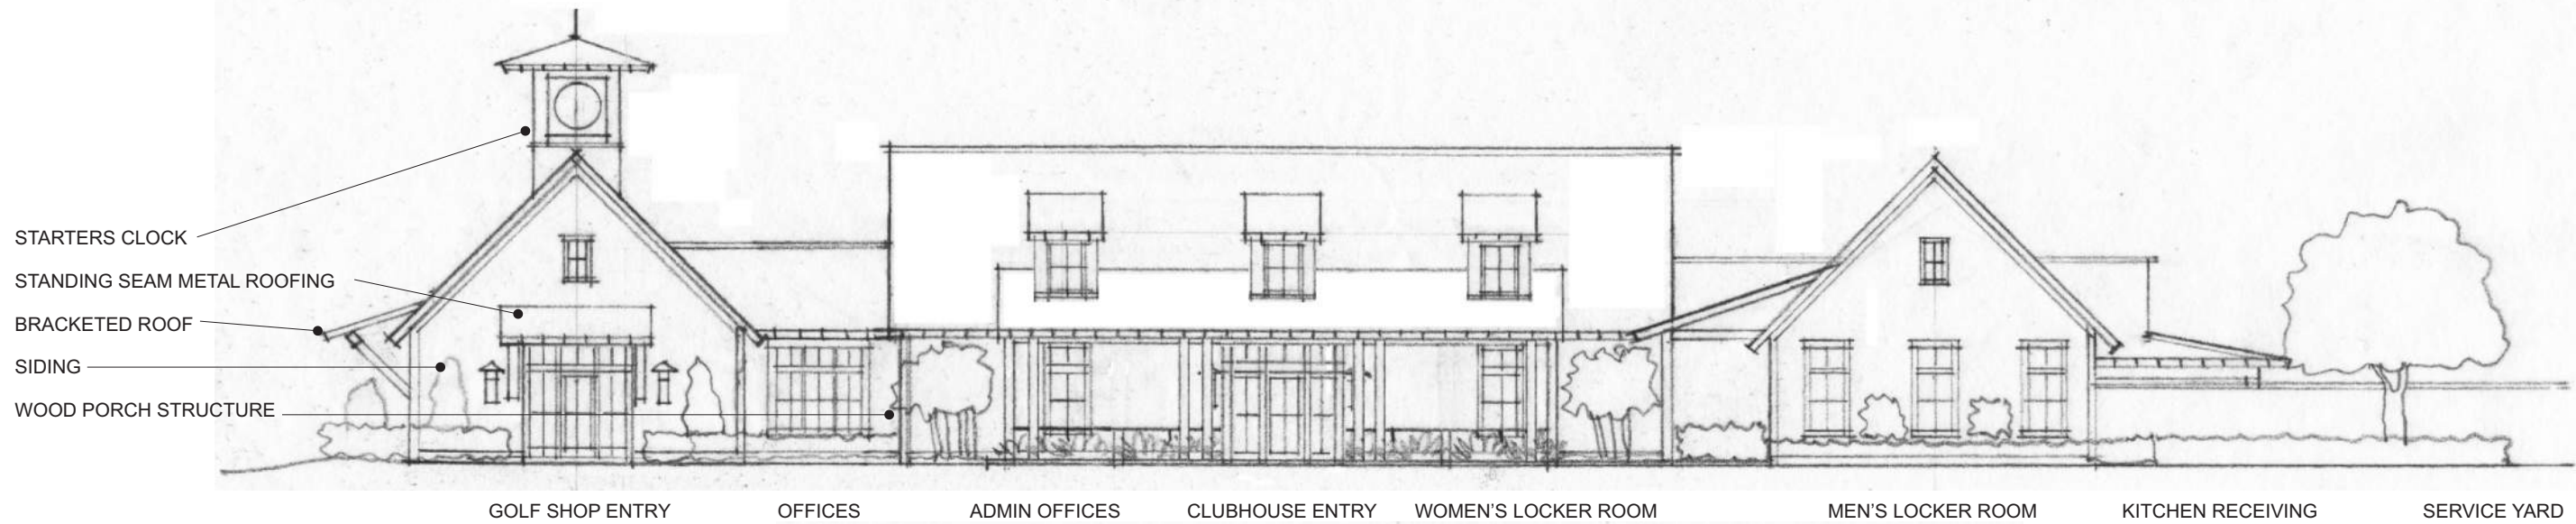 STARTERS CLOCK
STANDING SEAM METAL ROOFING
BRACKETED ROOF
SIDING
WOOD PORCH STRUCTURE
GOLF SHOP ENTRY
OFFICES
ADMIN OFFICES
CLUBHOUSE ENTRY
WOMEN'S LOCKER ROOM
MEN'S LOCKER ROOM
KITCHEN RECEIVING
SERVICE YARD